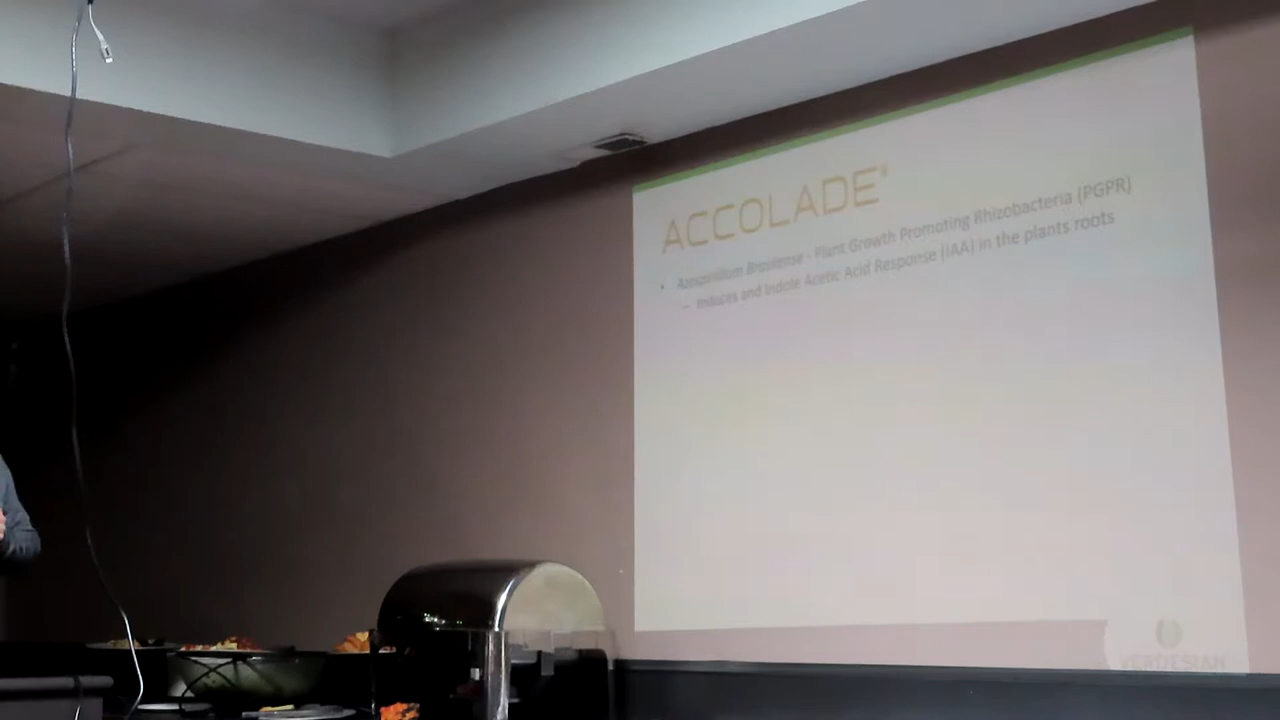 ACCOLADE®
• Azospirillum Brasilense - Plant Growth Promoting Rhizobacteria (PGPR)
– Induces and Indole Acetic Acid Response (IAA) in the plants roots
VERDESIAN